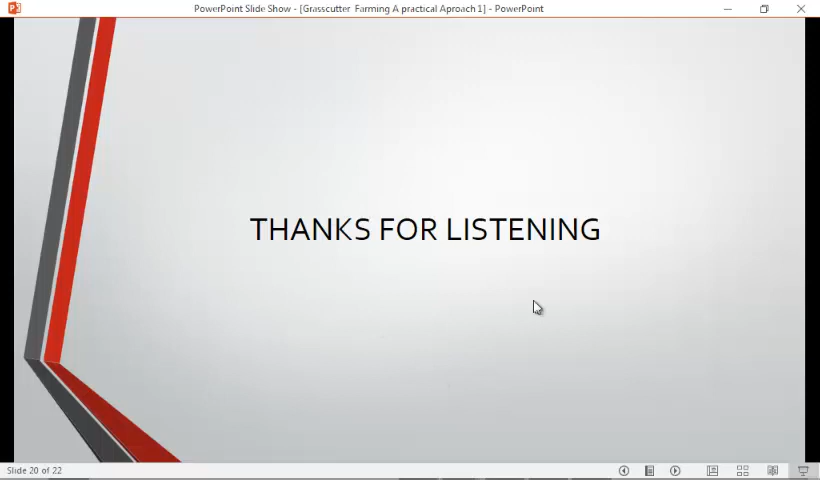 PowerPoint Slide Show - [Grasscutter Farming A practical Aproach 1] - PowerPoint
THANKS FOR LISTENING
Slide 20 of 22